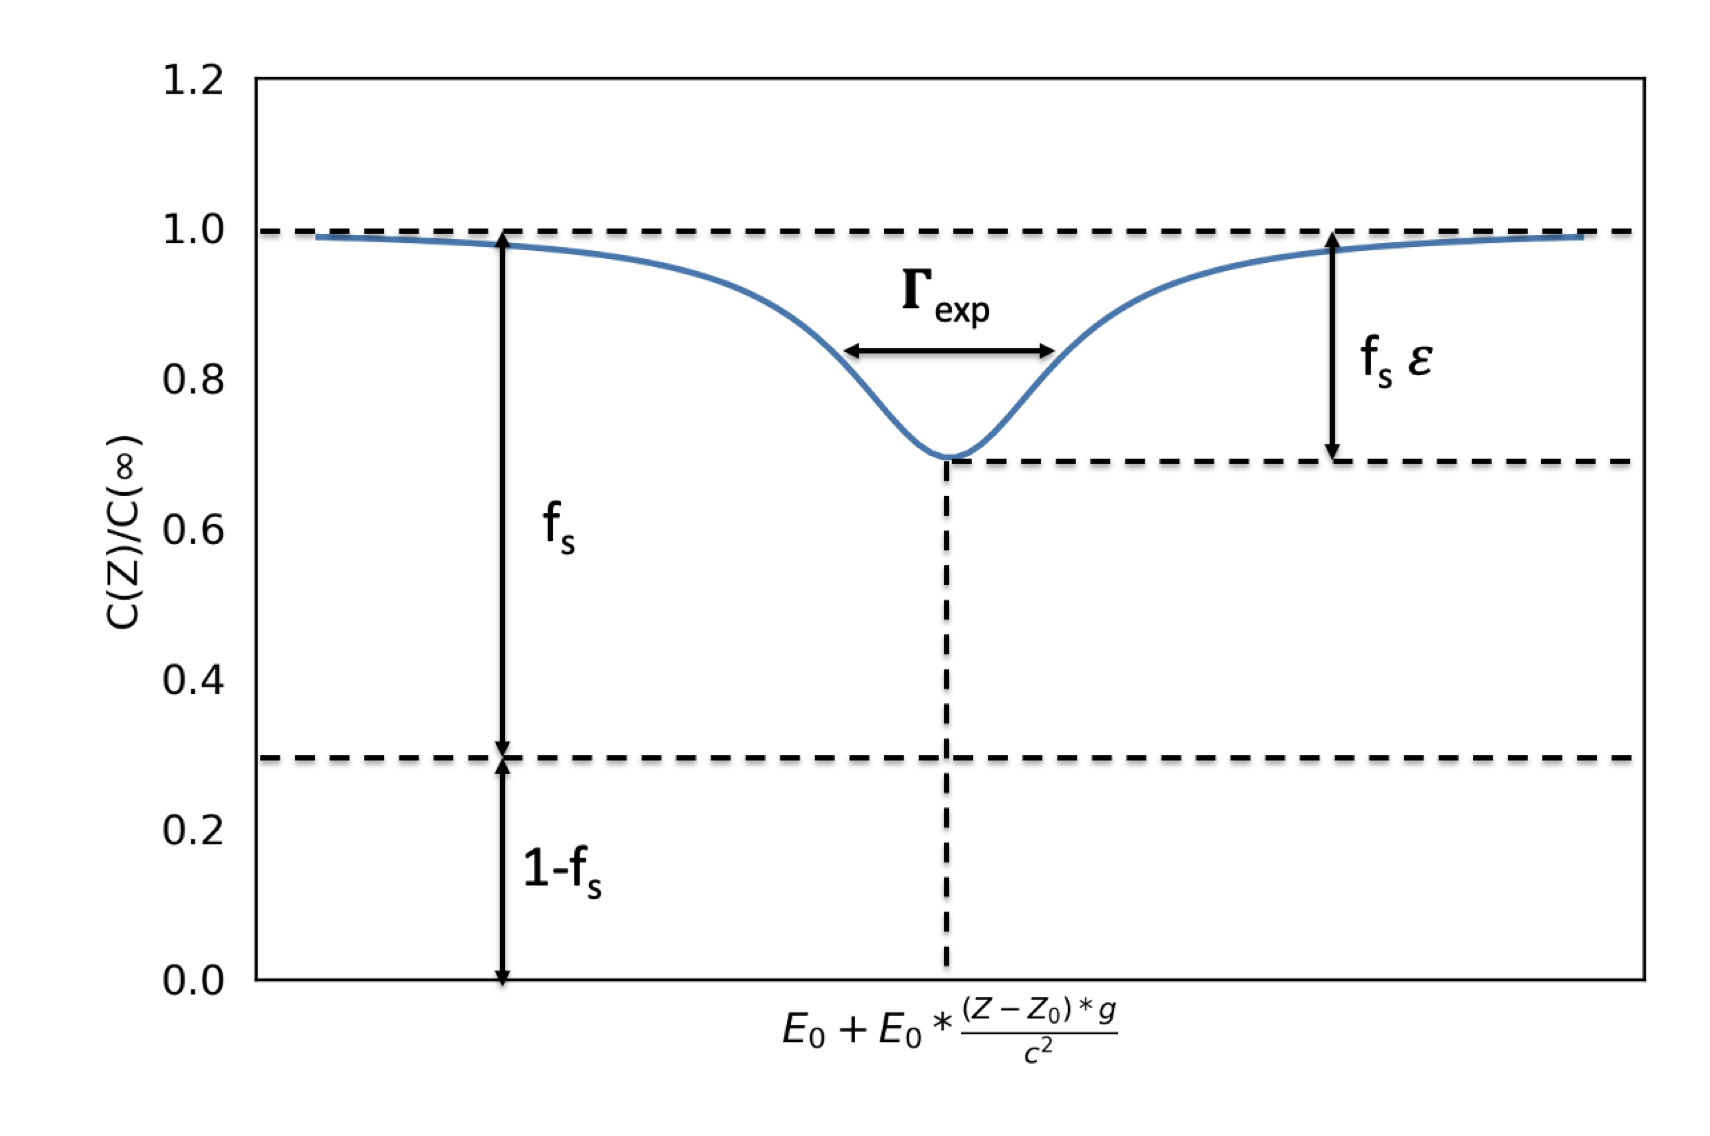 1.2
1.0
0.8
0.6
0.4
0.2
0.0
C(Z)/C(∞)
Γexp
fs ε
fs
1-fs
E0 + E0 * (Z − Z0) * g / c²